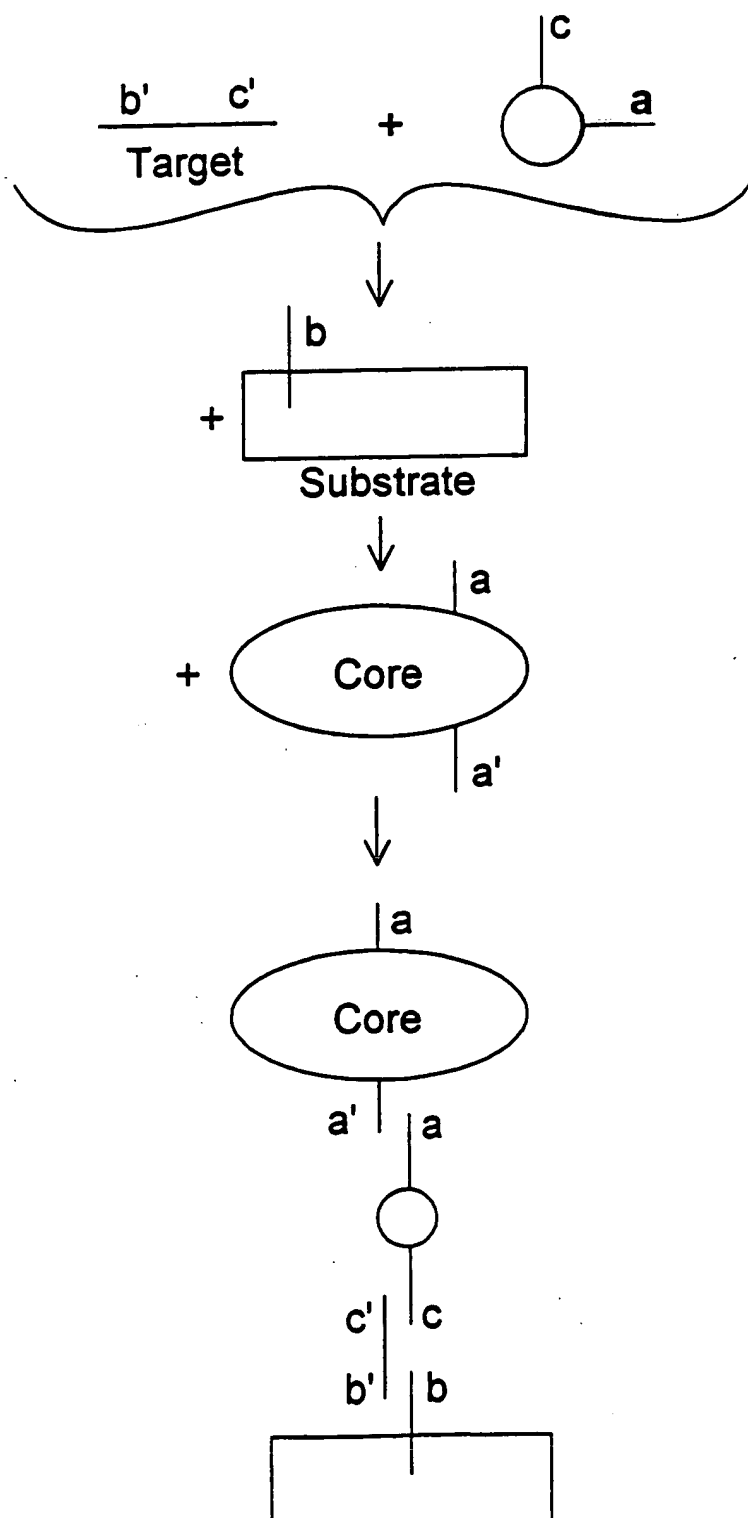 c
b' c' + a
Target
b
+
Substrate
a
+ Core
a'
a
Core
a' a
c' c
b' b